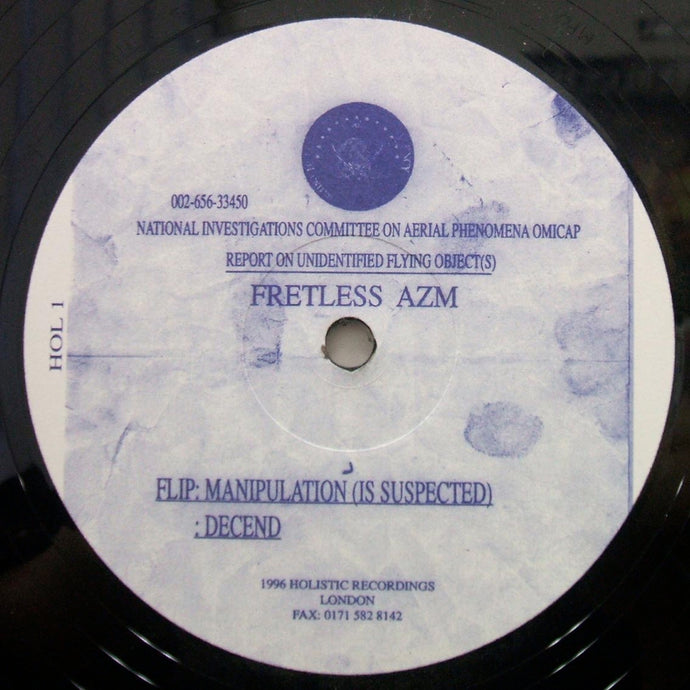 002-656-33450
NATIONAL INVESTIGATIONS COMMITTEE ON AERIAL PHENOMENA OMICAP
REPORT ON UNIDENTIFIED FLYING OBJECT(S)
FRETLESS AZM
HOL 1
FLIP: MANIPULATION (IS SUSPECTED)
: DECEND
1996 HOLISTIC RECORDINGS
LONDON
FAX: 0171 582 8142